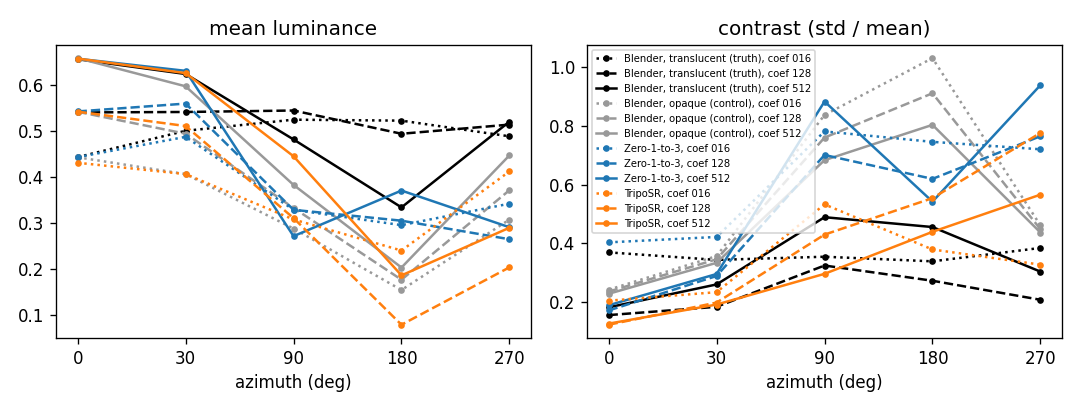 mean luminance
0.6
0.5
0.4
0.3
0.2
0.1
0 30 90 180 270
azimuth (deg)
contrast (std / mean)
1.0
0.8
0.6
0.4
0.2
Blender, translucent (truth), coef 016
Blender, translucent (truth), coef 128
Blender, translucent (truth), coef 512
Blender, opaque (control), coef 016
Blender, opaque (control), coef 128
Blender, opaque (control), coef 512
Zero-1-to-3, coef 016
Zero-1-to-3, coef 128
Zero-1-to-3, coef 512
TripoSR, coef 016
TripoSR, coef 128
TripoSR, coef 512
0 30 90 180 270
azimuth (deg)